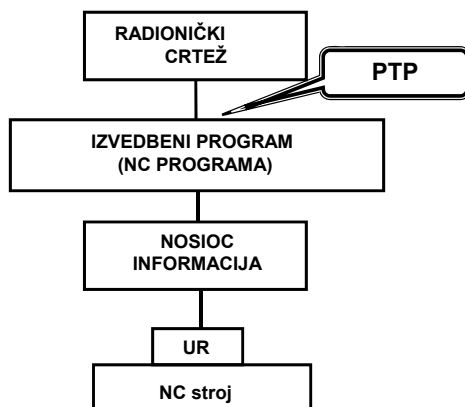 RADIONIČKI
CRTEŽ
PTP
IZVEDBENI PROGRAM
(NC PROGRAMA)
NOSIOC
INFORMACIJA
UR
NC stroj